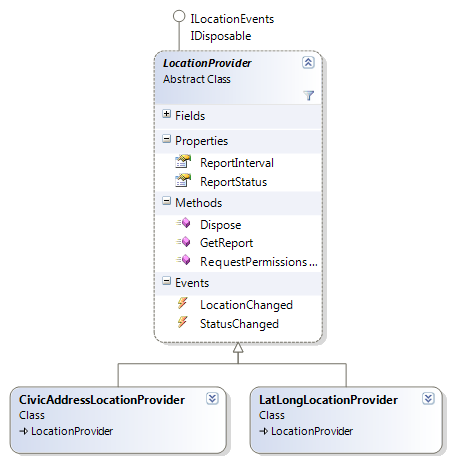 ILocationEvents
IDisposable
LocationProvider
Abstract Class
Fields
Properties
ReportInterval
ReportStatus
Methods
Dispose
GetReport
RequestPermissions ...
Events
LocationChanged
StatusChanged
CivicAddressLocationProvider
Class
LocationProvider
LatLongLocationProvider
Class
LocationProvider